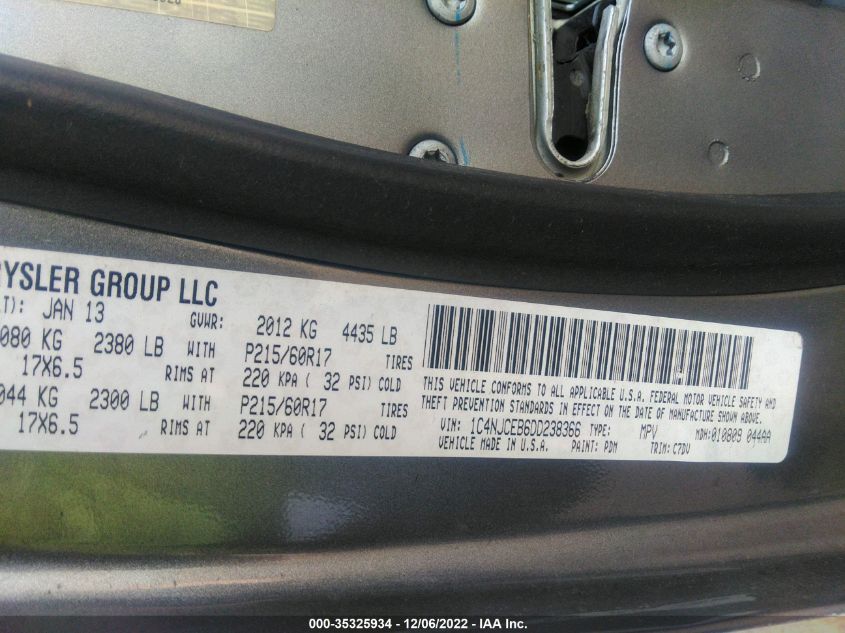 RYSLER GROUP LLC
T): JAN 13 GVWR: 2012 KG 4435 LB
080 KG 2380 LB WITH P215/60R17 TIRES
17X6.5 RIMS AT 220 KPA ( 32 PSI) COLD
044 KG 2300 LB WITH P215/60R17 TIRES
17X6.5 RIMS AT 220 KPA ( 32 PSI) COLD
THIS VEHICLE CONFORMS TO ALL APPLICABLE U.S.A. FEDERAL MOTOR VEHICLE SAFETY AND
THEFT PREVENTION STANDARDS IN EFFECT ON THE DATE OF MANUFACTURE SHOWN ABOVE.
VIN: 1C4NJCEB6DD238366 TYPE: MPV MDH:010809 044AA
VEHICLE MADE IN U.S.A. PAINT: PDM TRIM: C7DV
000-35325934 - 12/06/2022 - IAA Inc.